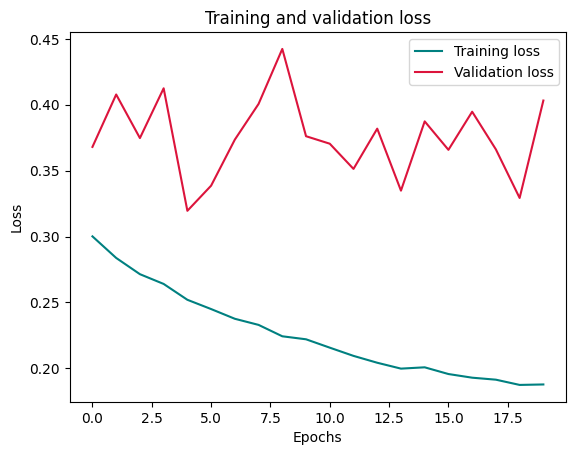 Training and validation loss
Training loss
Validation loss
0.45
0.40
0.35
0.30
0.25
0.20
Loss
0.0 2.5 5.0 7.5 10.0 12.5 15.0 17.5
Epochs